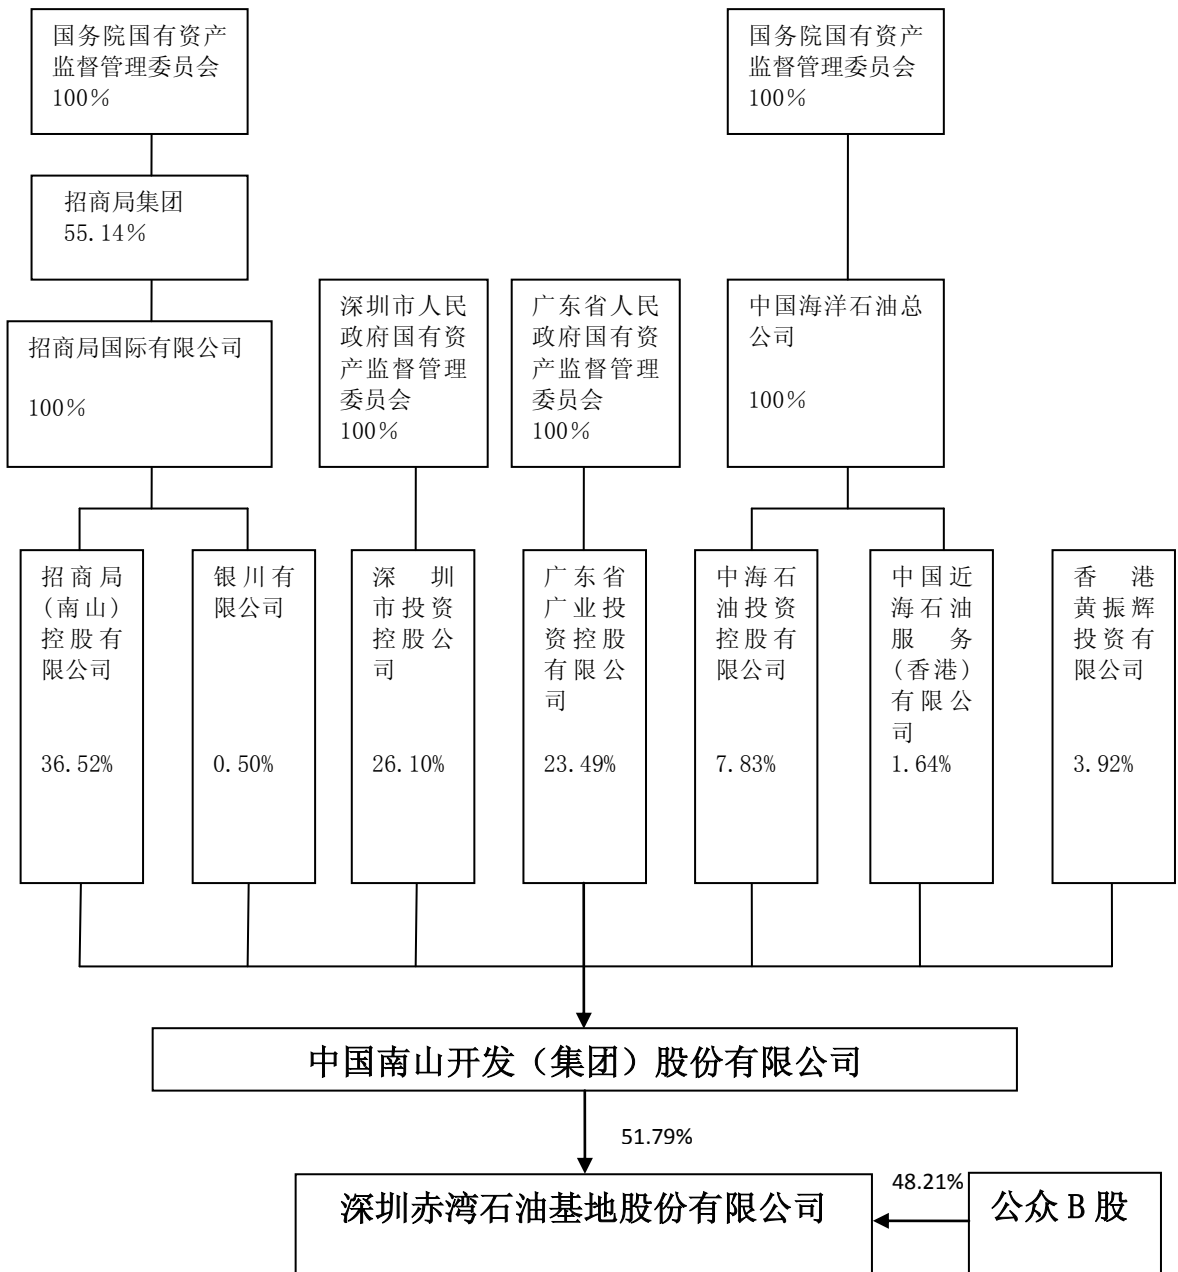 国务院国有资产
监督管理委员会
100%
国务院国有资产
监督管理委员会
100%
招商局集团
55.14%
招商局国际有限公司
100%
深圳市人民
政府国有资
产监督管理
委员会
100%
广东省人民
政府国有资
产监督管理
委员会
100%
中国海洋石油总
公司
100%
招商局
(南山)
控股有
限公司
36.52%
银川有
限公司
0.50%
深圳
市投资
控股公
司
26.10%
广东省
广业投
资控股
有限公
司
23.49%
中海石
油投资
控股有
限公司
7.83%
中国近
海石油
服务
(香港)
有限公
司
1.64%
香港
黄振辉
投资有
限公司
3.92%
中国南山开发（集团）股份有限公司
51.79%
深圳赤湾石油基地股份有限公司
48.21%
公众 B 股